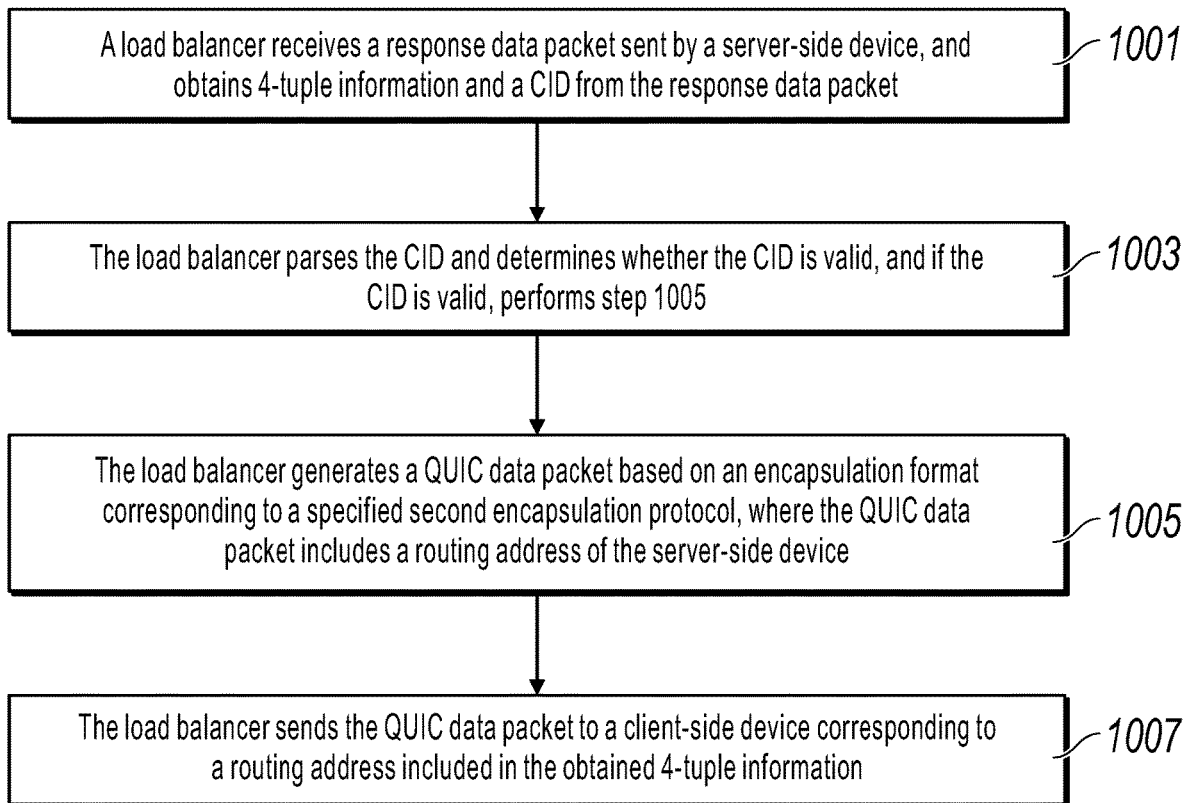 A load balancer receives a response data packet sent by a server-side device, and
obtains 4-tuple information and a CID from the response data packet
1001
The load balancer parses the CID and determines whether the CID is valid, and if the
CID is valid, performs step 1005
1003
The load balancer generates a QUIC data packet based on an encapsulation format
corresponding to a specified second encapsulation protocol, where the QUIC data
packet includes a routing address of the server-side device
1005
The load balancer sends the QUIC data packet to a client-side device corresponding to
a routing address included in the obtained 4-tuple information
1007